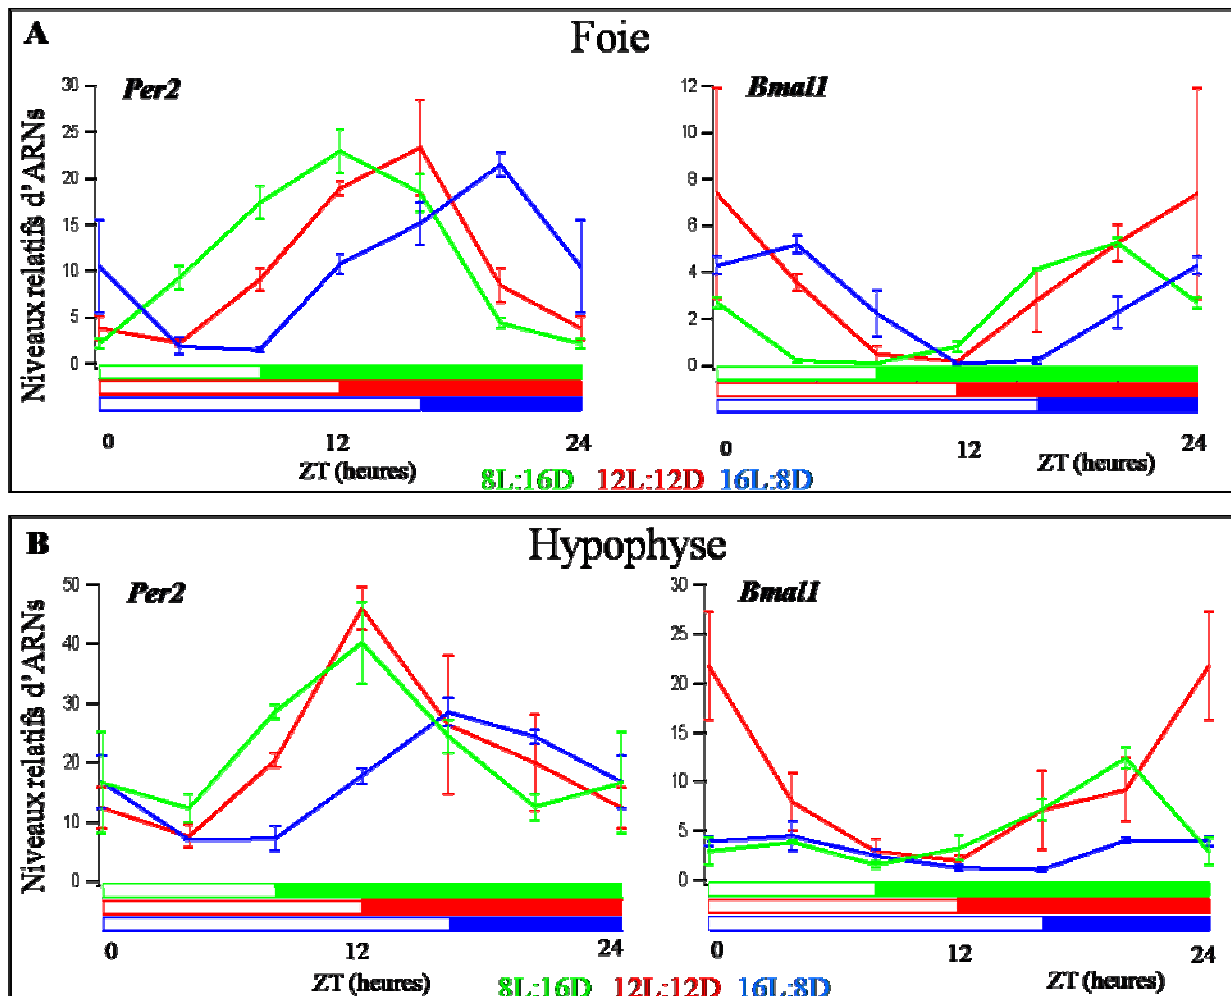 A
Foie
Niveaux relatifs d'ARNs
Per2
30
25
20
15
10
5
0
0
12
24
ZT (heures)
Bmal1
12
10
8
6
4
2
0
0
12
24
ZT (heures)
8L:16D 12L:12D 16L:8D
B
Hypophyse
Niveaux relatifs d'ARNs
Per2
50
40
30
20
10
0
0
12
24
ZT (heures)
Bmal1
30
25
20
15
10
5
0
0
12
24
ZT (heures)
8L:16D 12L:12D 16L:8D